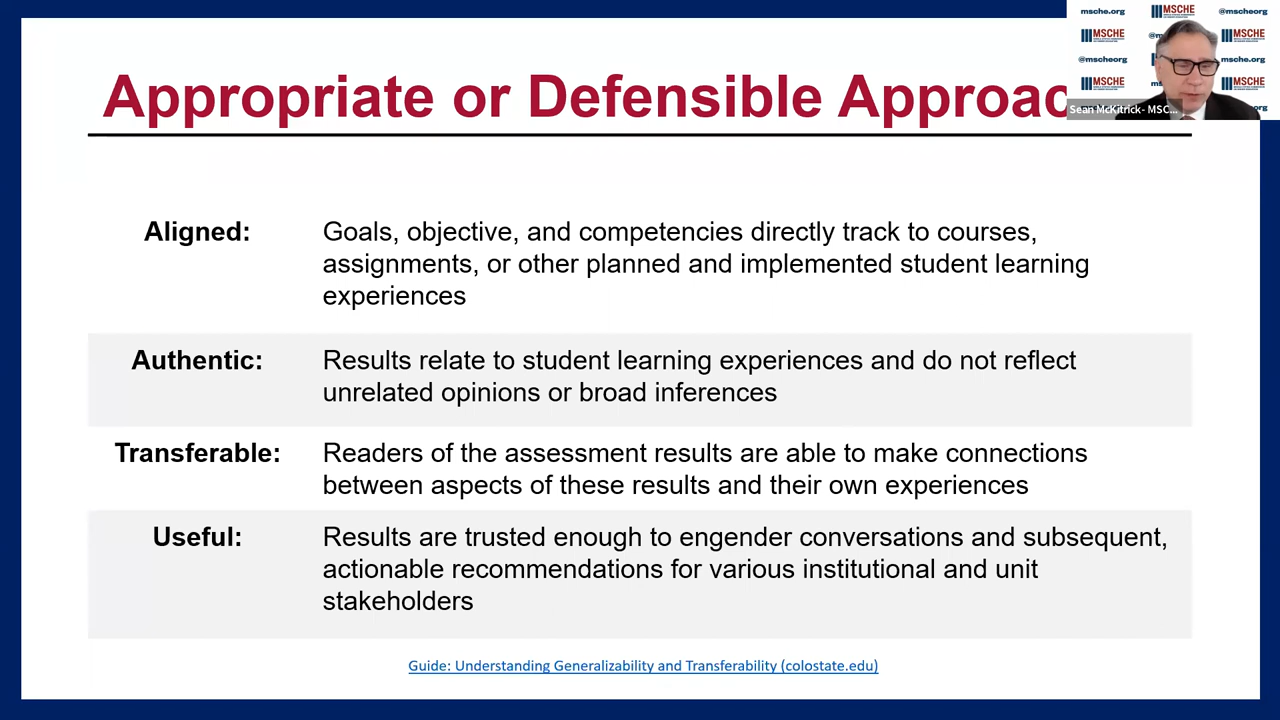 Appropriate or Defensible Approac
msche.org
MSCHE
@mscheorg
MSCHE
MSCHE
@mscheorg
msche.org
MSCHE
MSCHE
Sean McKitrick- MSC...
Aligned:
Goals, objective, and competencies directly track to courses,
assignments, or other planned and implemented student learning
experiences
Authentic:
Results relate to student learning experiences and do not reflect
unrelated opinions or broad inferences
Transferable:
Readers of the assessment results are able to make connections
between aspects of these results and their own experiences
Useful:
Results are trusted enough to engender conversations and subsequent,
actionable recommendations for various institutional and unit
stakeholders
Guide: Understanding Generalizability and Transferability (colostate.edu)